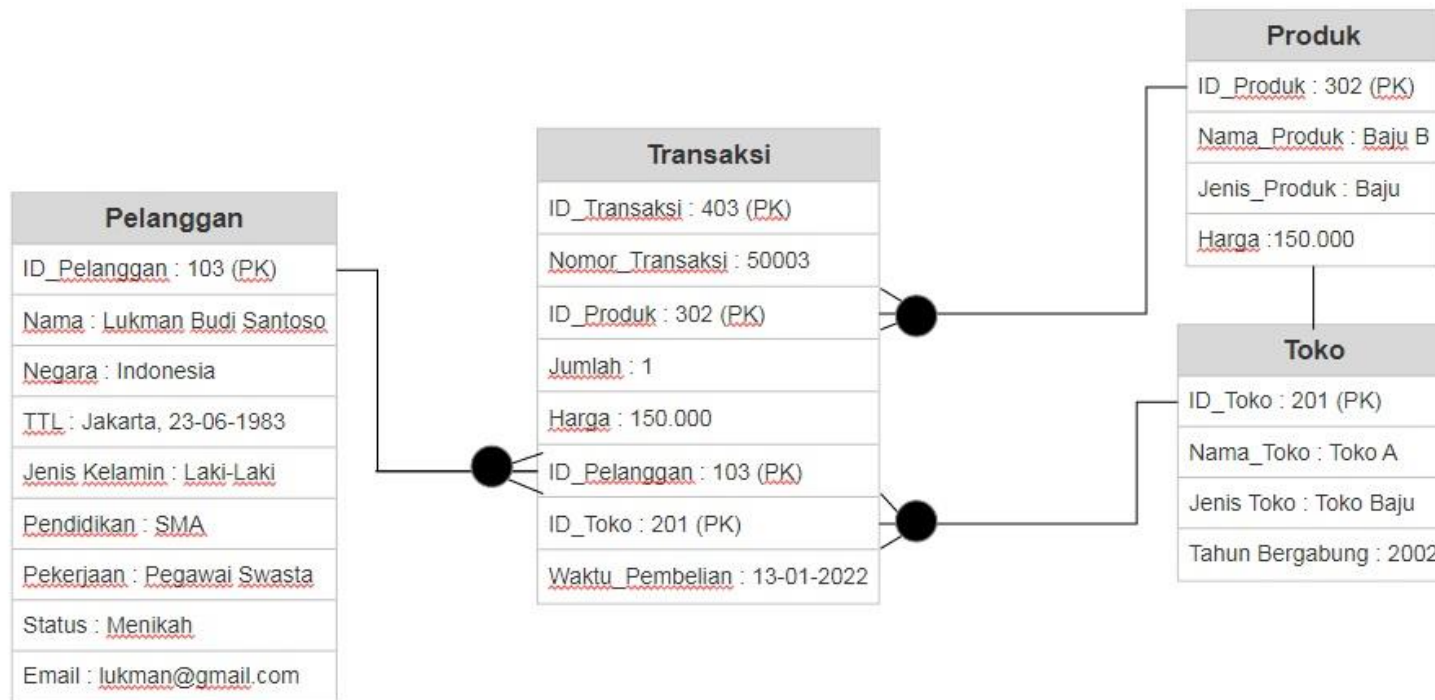 Pelanggan
ID_Pelanggan : 103 (PK)
Nama : Lukman Budi Santoso
Negara : Indonesia
TTL : Jakarta, 23-06-1983
Jenis Kelamin : Laki-Laki
Pendidikan : SMA
Pekerjaan : Pegawai Swasta
Status : Menikah
Email : lukman@gmail.com
Transaksi
ID_Transaksi : 403 (PK)
Nomor_Transaksi : 50003
ID_Produk : 302 (PK)
Jumlah : 1
Harga : 150.000
ID_Pelanggan : 103 (PK)
ID_Toko : 201 (PK)
Waktu_Pembelian : 13-01-2022
Produk
ID_Produk : 302 (PK)
Nama_Produk : Baju B
Jenis_Produk : Baju
Harga :150.000
Toko
ID_Toko : 201 (PK)
Nama_Toko : Toko A
Jenis Toko : Toko Baju
Tahun Bergabung : 2002